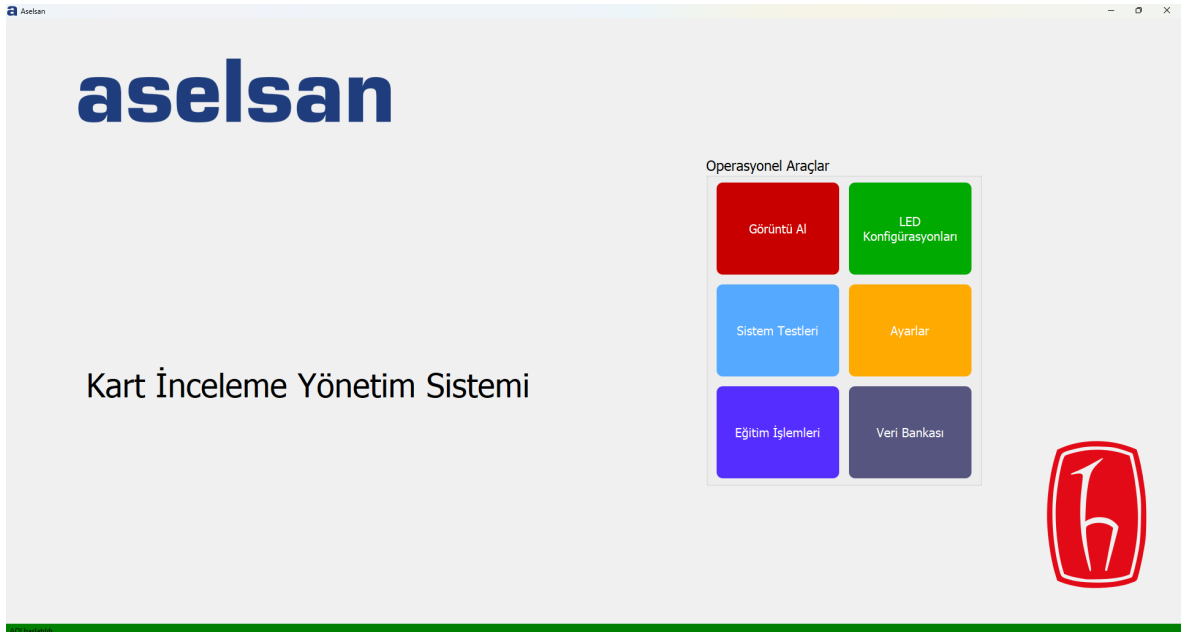 Aselsan
aselsan
Operasyonel Araçlar
Görüntü Al
LED
Konfigürasyonları
Sistem Testleri
Ayarlar
Kart İnceleme Yönetim Sistemi
Eğitim İşlemleri
Veri Bankası